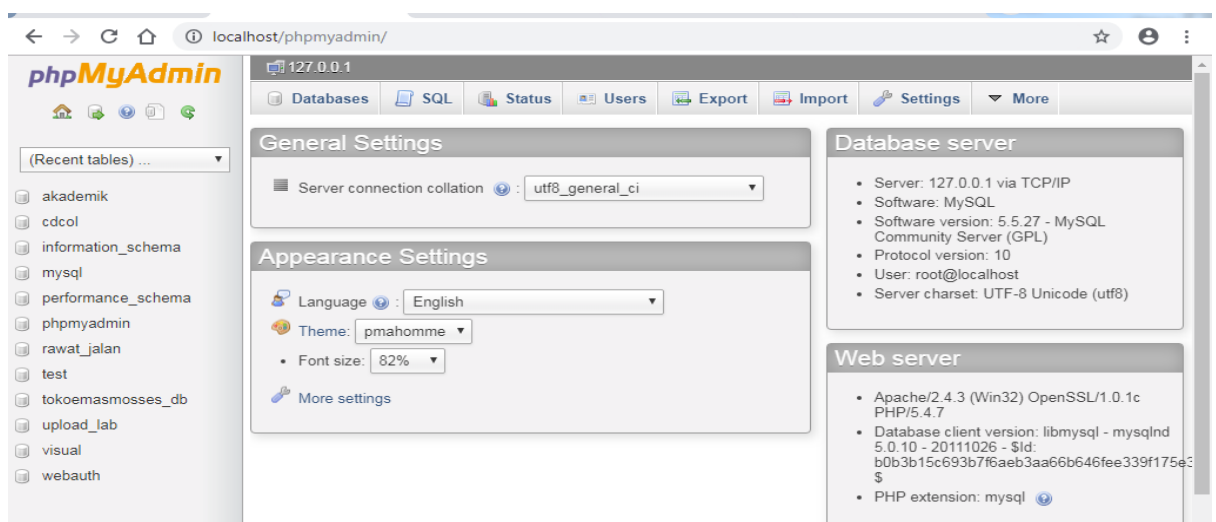 localhost/phpmyadmin/
phpMyAdmin
(Recent tables) ...
akademik
cdcol
information_schema
mysql
performance_schema
phpmyadmin
rawat_jalan
test
tokoemasmosses_db
upload_lab
visual
webauth
127.0.0.1
Databases SQL Status Users Export Import Settings More
General Settings
Server connection collation : utf8_general_ci
Appearance Settings
Language : English
Theme: pmahomme
Font size: 82%
More settings
Database server
Server: 127.0.0.1 via TCP/IP
Software: MySQL
Software version: 5.5.27 - MySQL
Community Server (GPL)
Protocol version: 10
User: root@localhost
Server charset: UTF-8 Unicode (utf8)
Web server
Apache/2.4.3 (Win32) OpenSSL/1.0.1c
PHP/5.4.7
Database client version: libmysql - mysqlnd
5.0.10 - 20111026 - $Id:
b0b3b15c693b7f6aeb3aa66b646fee339f175e3
$
PHP extension: mysql